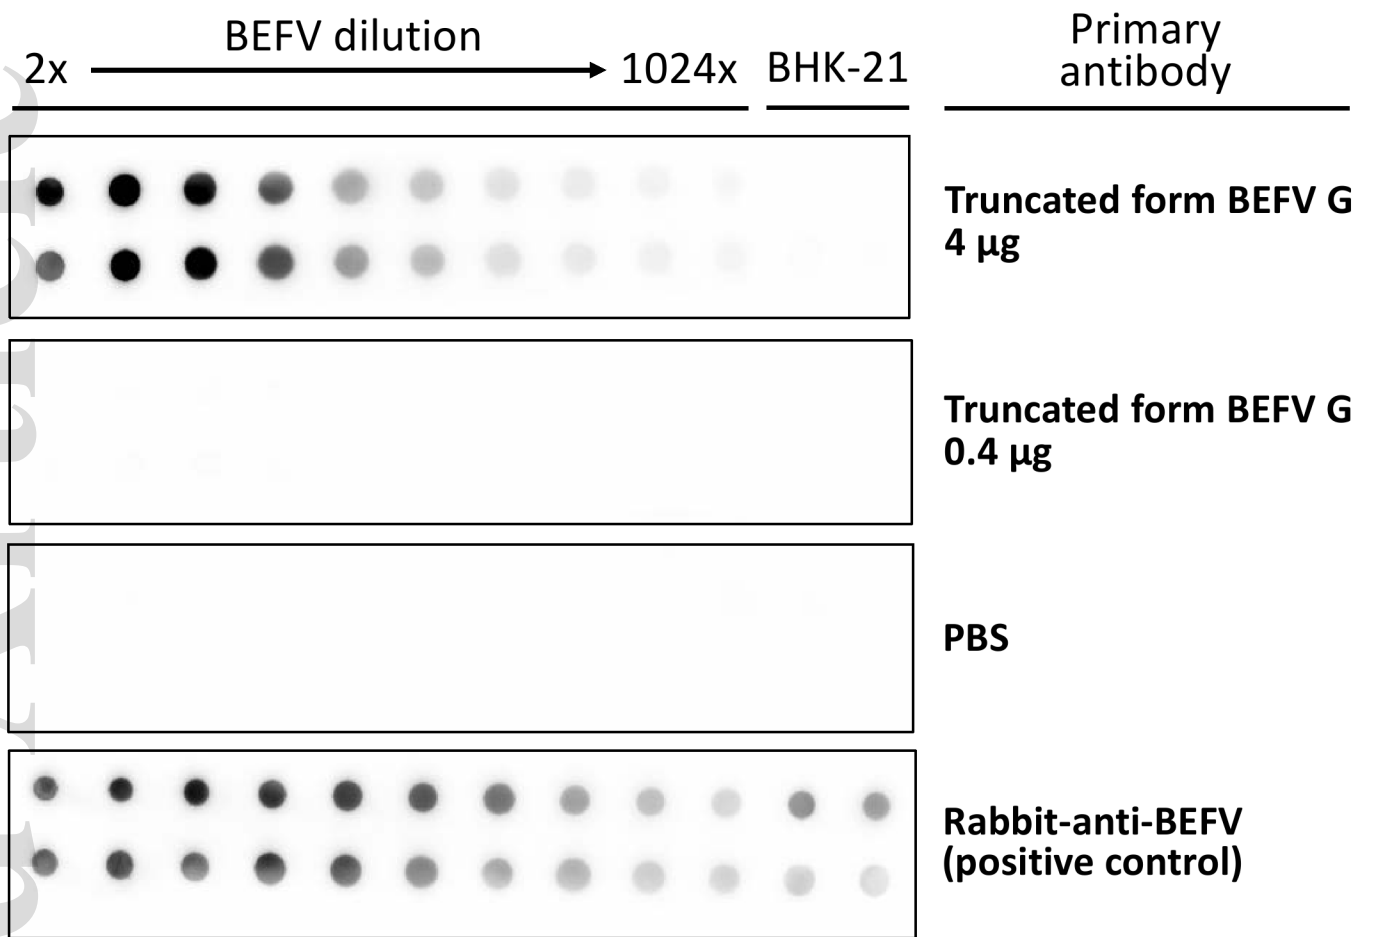 BEFV dilution
2x 1024x BHK-21
Primary
antibody
Truncated form BEFV G
4 µg
Truncated form BEFV G
0.4 µg
PBS
Rabbit-anti-BEFV
(positive control)